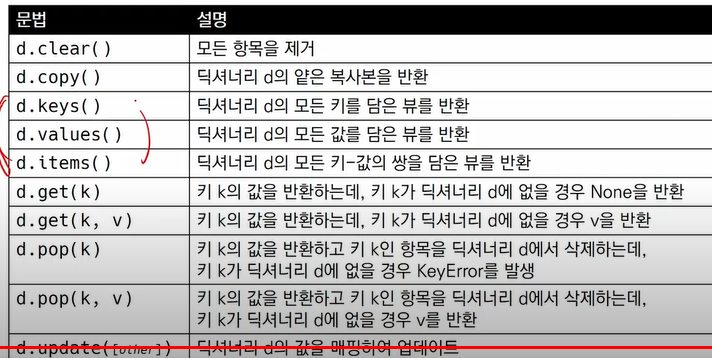 문법 설명
d.clear() 모든 항목을 제거
d.copy() 딕셔너리 d의 얕은 복사본을 반환
d.keys() 딕셔너리 d의 모든 키를 담은 뷰를 반환
d.values() 딕셔너리 d의 모든 값를 담은 뷰를 반환
d.items() 딕셔너리 d의 모든 키-값의 쌍을 담은 뷰를 반환
d.get(k) 키 k의 값을 반환하는데, 키 k가 딕셔너리 d에 없을 경우 None을 반환
d.get(k, v) 키 k의 값을 반환하는데, 키 k가 딕셔너리 d에 없을 경우 v을 반환
d.pop(k) 키 k의 값을 반환하고 키 k인 항목을 딕셔너리 d에서 삭제하는데,
키 k가 딕셔너리 d에 없을 경우 KeyError를 발생
d.pop(k, v) 키 k의 값을 반환하고 키 k인 항목을 딕셔너리 d에서 삭제하는데,
키 k가 딕셔너리 d에 없을 경우 v를 반환
d.update([other]) 딕셔너리 d의 값을 매핑하여 업데이트